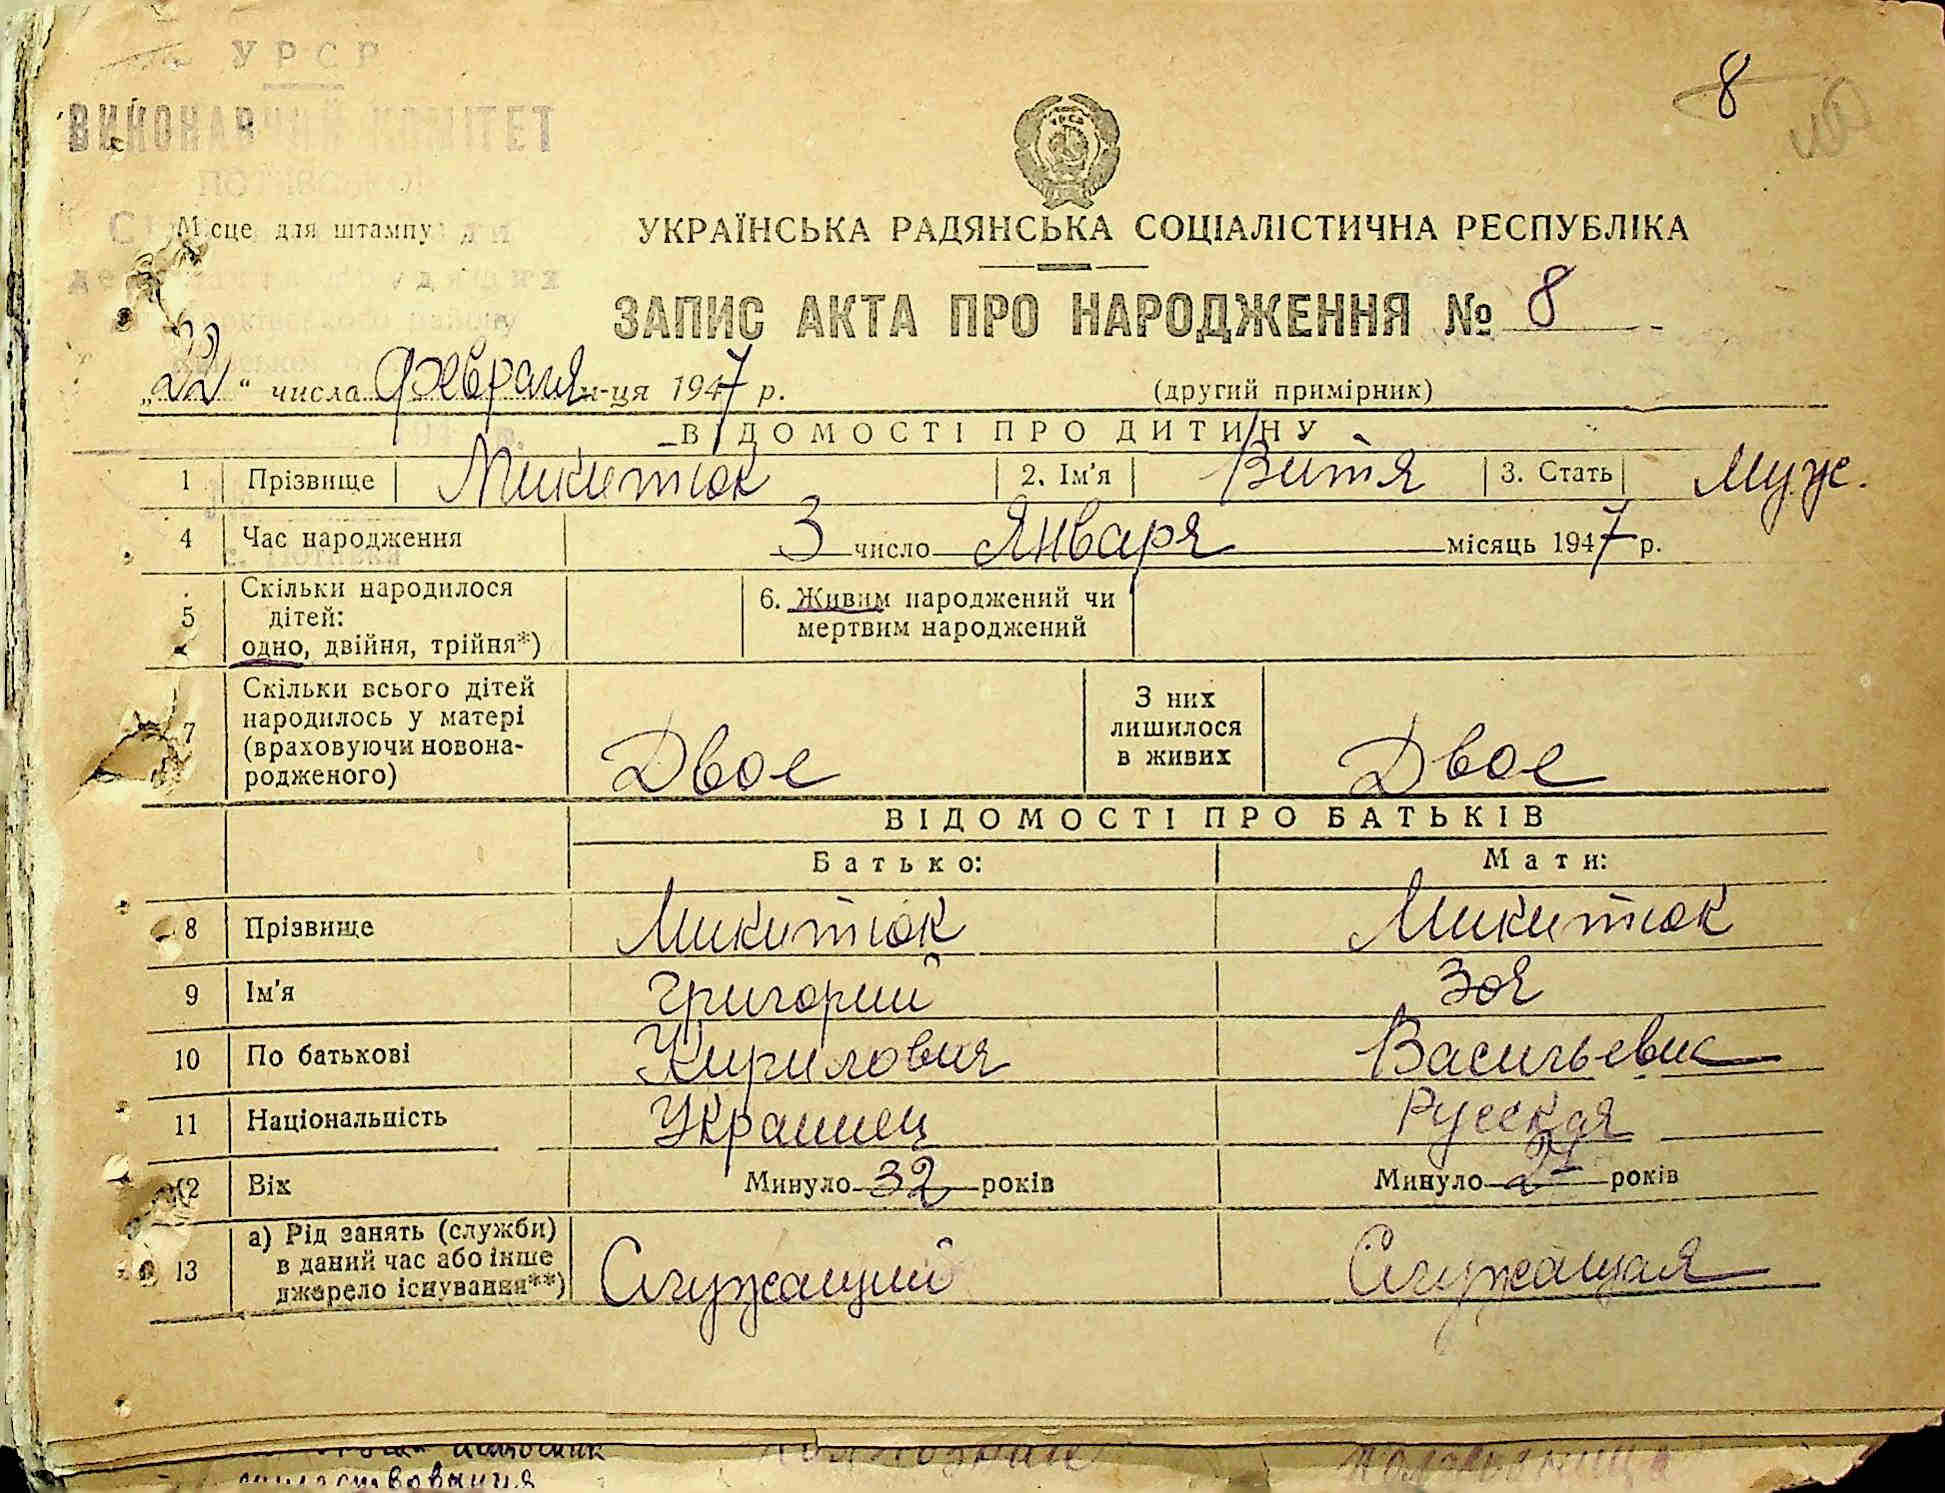 УРСР
ВИКОНАВЧИЙ КОМІТЕТ
8
Місце для штампу
УКРАЇНСЬКА РАДЯНСЬКА СОЦІАЛІСТИЧНА РЕСПУБЛІКА
ЗАПИС АКТА ПРО НАРОДЖЕННЯ № 8
„22“ числа Февраля м-ця 1947 р.
(другий примірник)
ВІДОМОСТІ ПРО ДИТИНУ
1 Прізвище Микитюк 2. Ім'я Витя 3. Стать Муж.
4 Час народження 3 число Января місяць 1947 р.
5 Скільки народилося дітей: одно, двійня, трійня*)
6. Живим народжений чи мертвим народжений
7 Скільки всього дітей народилось у матері (враховуючи новонародженого) Двое З них лишилося в живих Двое
ВІДОМОСТІ ПРО БАТЬКІВ
Батько: Мати:
8 Прізвище Микитюк Микитюк
9 Ім'я Григорий Зоя
10 По батькові Кирилович Васильевис
11 Національність Украинец Русская
12 Вік Минуло 32 років Минуло років
13 а) Рід занять (служби) в даний час або інше джерело існування**) Служащий Служащая